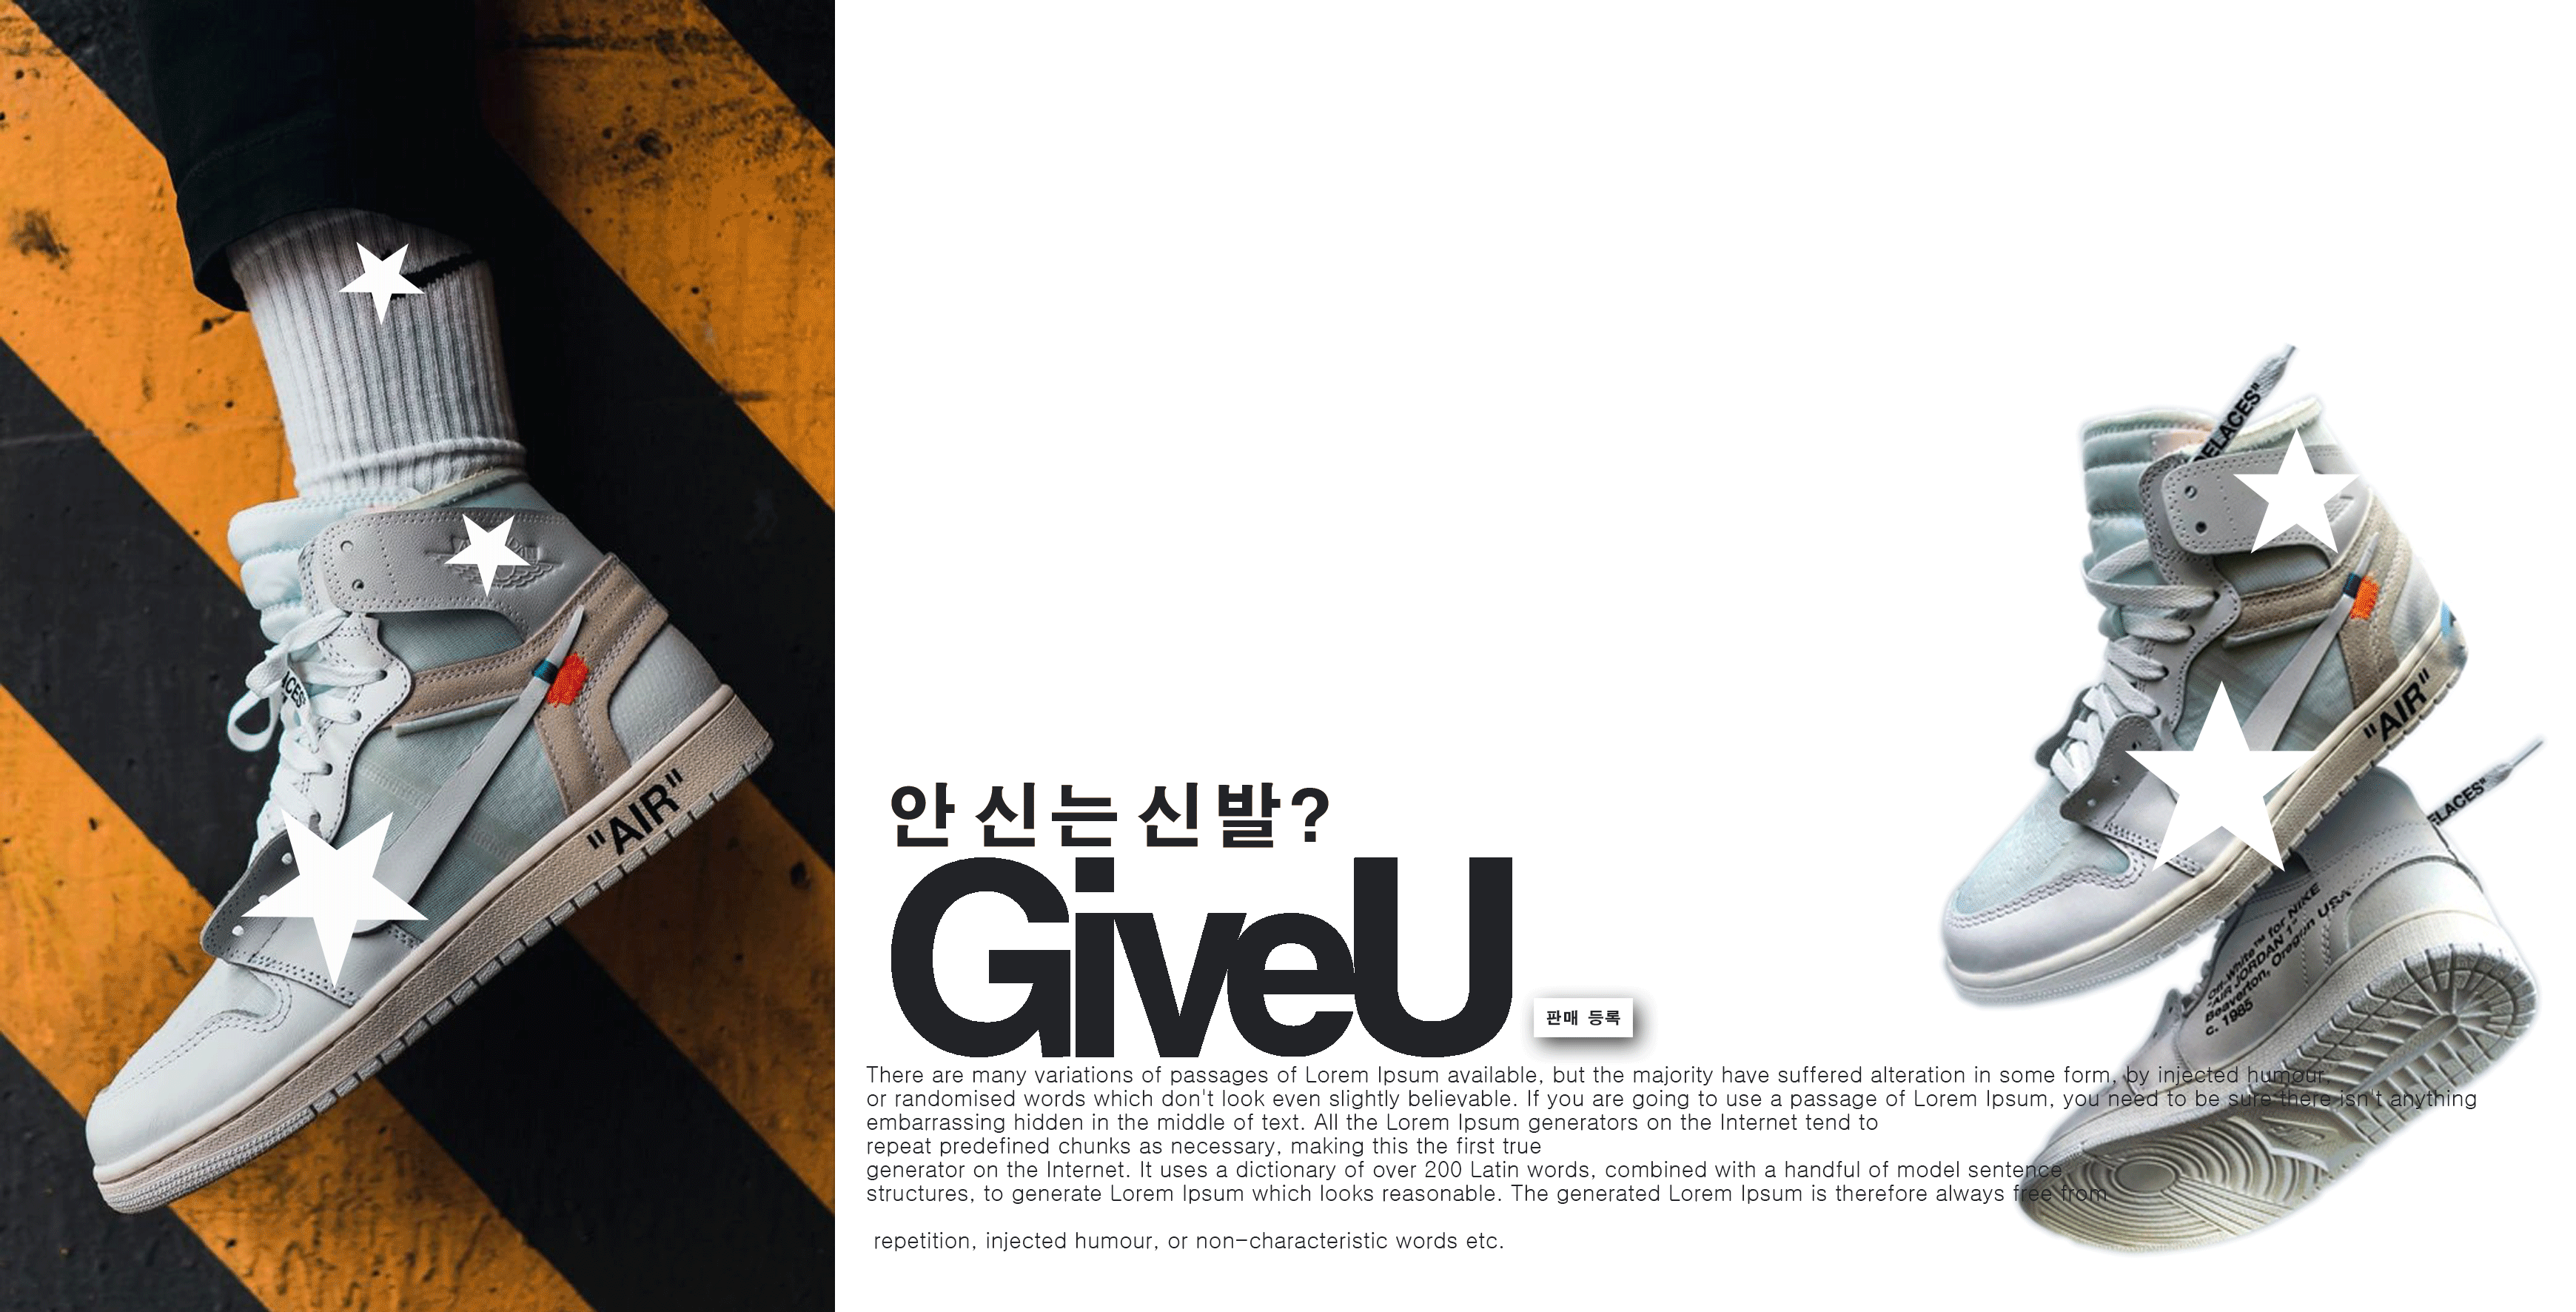 ACES"
"AIR"
ELACES"
"AIR"
ELACES"
Off-White™ for NIKE
"AIR JORDAN 1"
Beaverton, Oregon USA
c. 1985
안 신는 신발?
GiveU
판매 등록
There are many variations of passages of Lorem Ipsum available, but the majority have suffered alteration in some form, by injected humour,
or randomised words which don't look even slightly believable. If you are going to use a passage of Lorem Ipsum, you need to be sure there isn't anything
embarrassing hidden in the middle of text. All the Lorem Ipsum generators on the Internet tend to
repeat predefined chunks as necessary, making this the first true
generator on the Internet. It uses a dictionary of over 200 Latin words, combined with a handful of model sentence
structures, to generate Lorem Ipsum which looks reasonable. The generated Lorem Ipsum is therefore always free from
repetition, injected humour, or non-characteristic words etc.